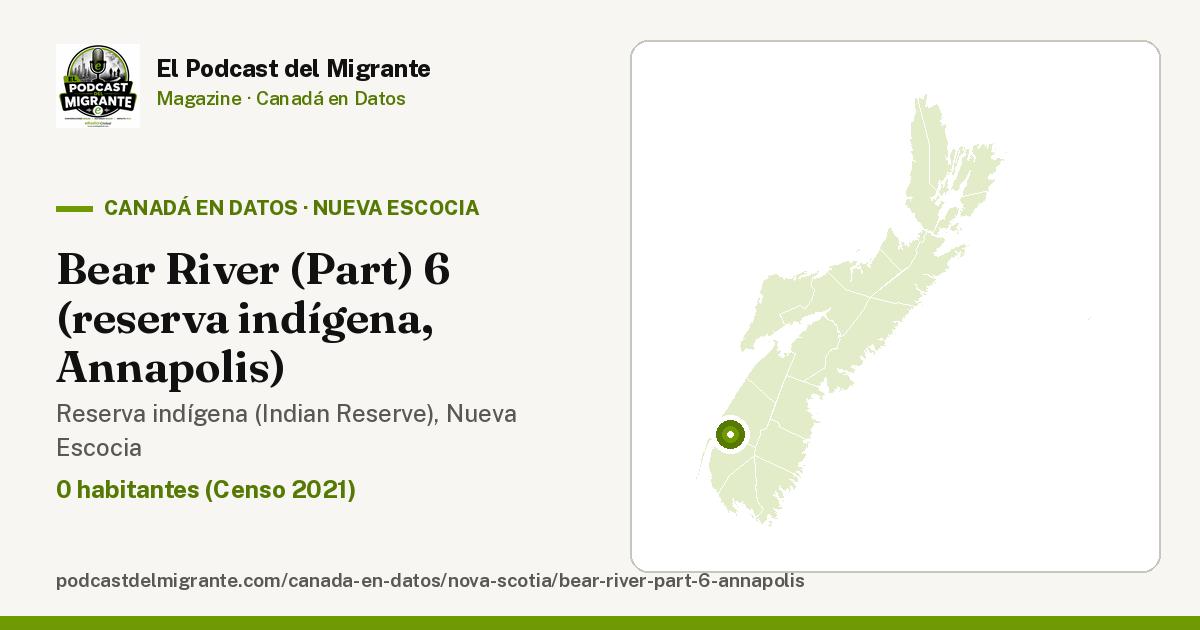 EL
PODCAST
DEL
MIGRANTE
El Podcast del Migrante
Magazine · Canadá en Datos
CANADÁ EN DATOS · NUEVA ESCOCIA
Bear River (Part) 6
(reserva indígena,
Annapolis)
Reserva indígena (Indian Reserve), Nueva
Escocia
0 habitantes (Censo 2021)
podcastdelmigrante.com/canada-en-datos/nova-scotia/bear-river-part-6-annapolis